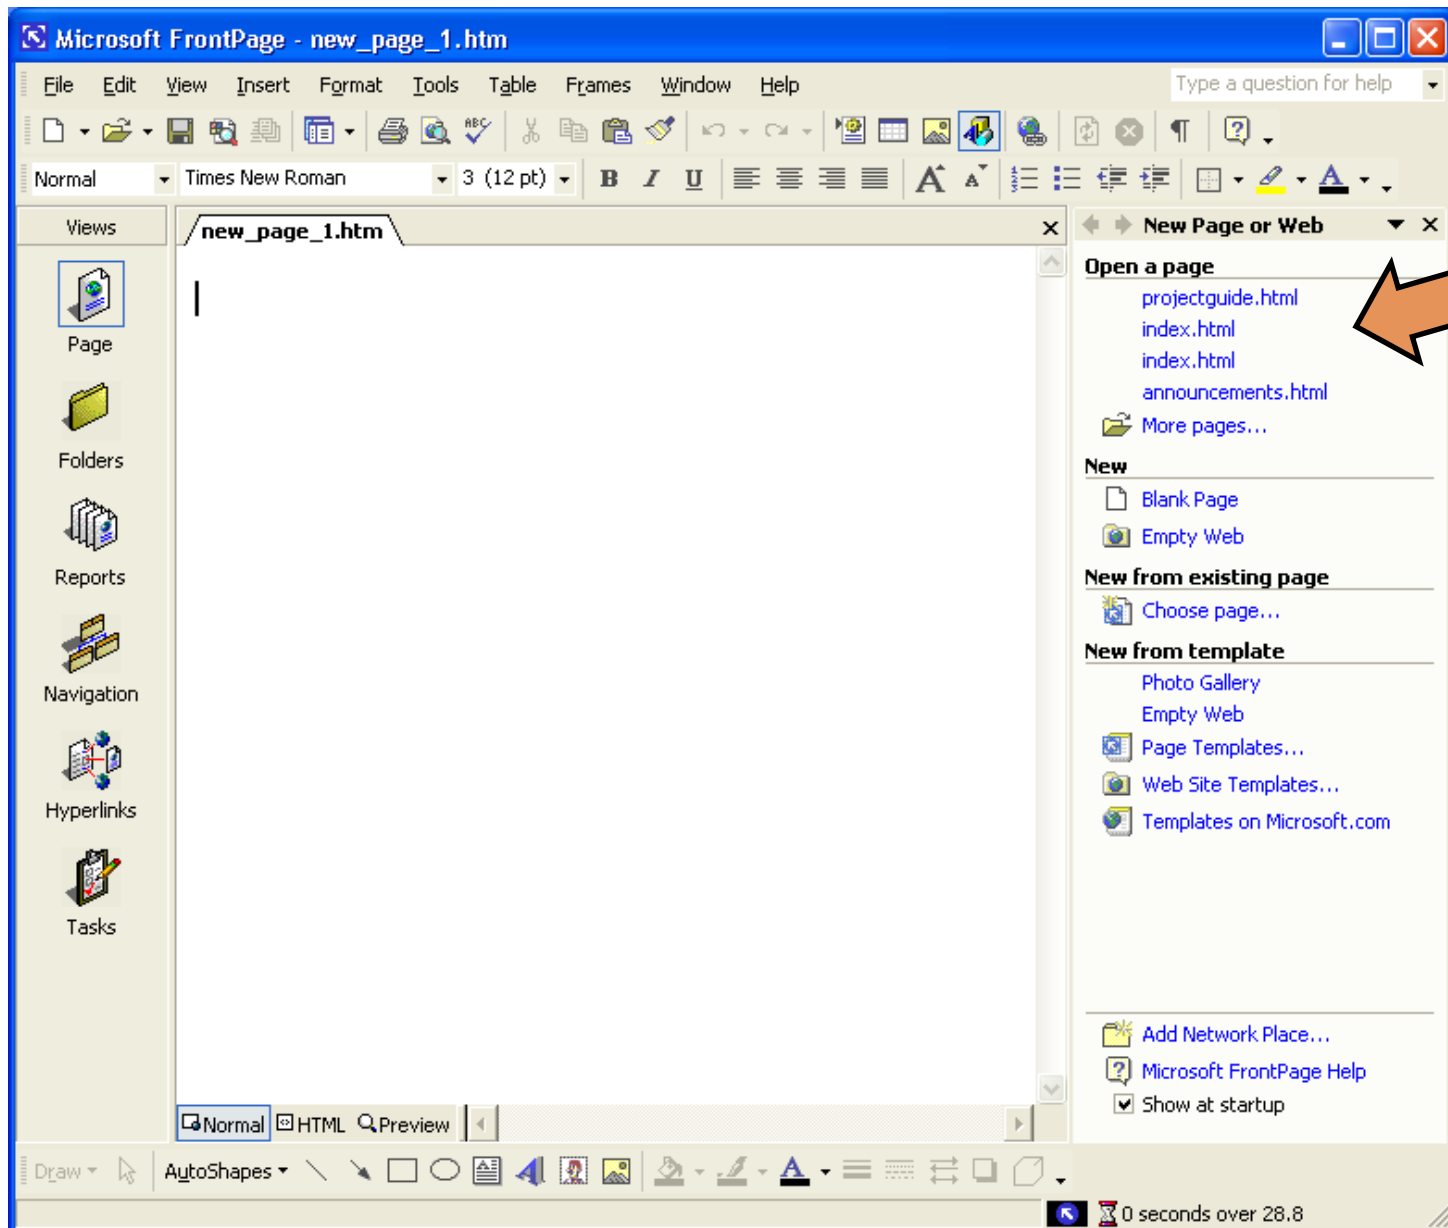 Microsoft FrontPage - new_page_1.htm
File Edit View Insert Format Tools Table Frames Window Help Type a question for help
ABC
Normal Times New Roman 3 (12 pt) B I U A A A
Views
new_page_1.htm
New Page or Web
Page
Folders
Reports
Navigation
Hyperlinks
Tasks
Open a page
projectguide.html
index.html
index.html
announcements.html
More pages...
New
Blank Page
Empty Web
New from existing page
Choose page...
New from template
Photo Gallery
Empty Web
Page Templates...
Web Site Templates...
Templates on Microsoft.com
Add Network Place...
Microsoft FrontPage Help
Show at startup
Normal HTML Preview
Draw AutoShapes A A
0 seconds over 28.8